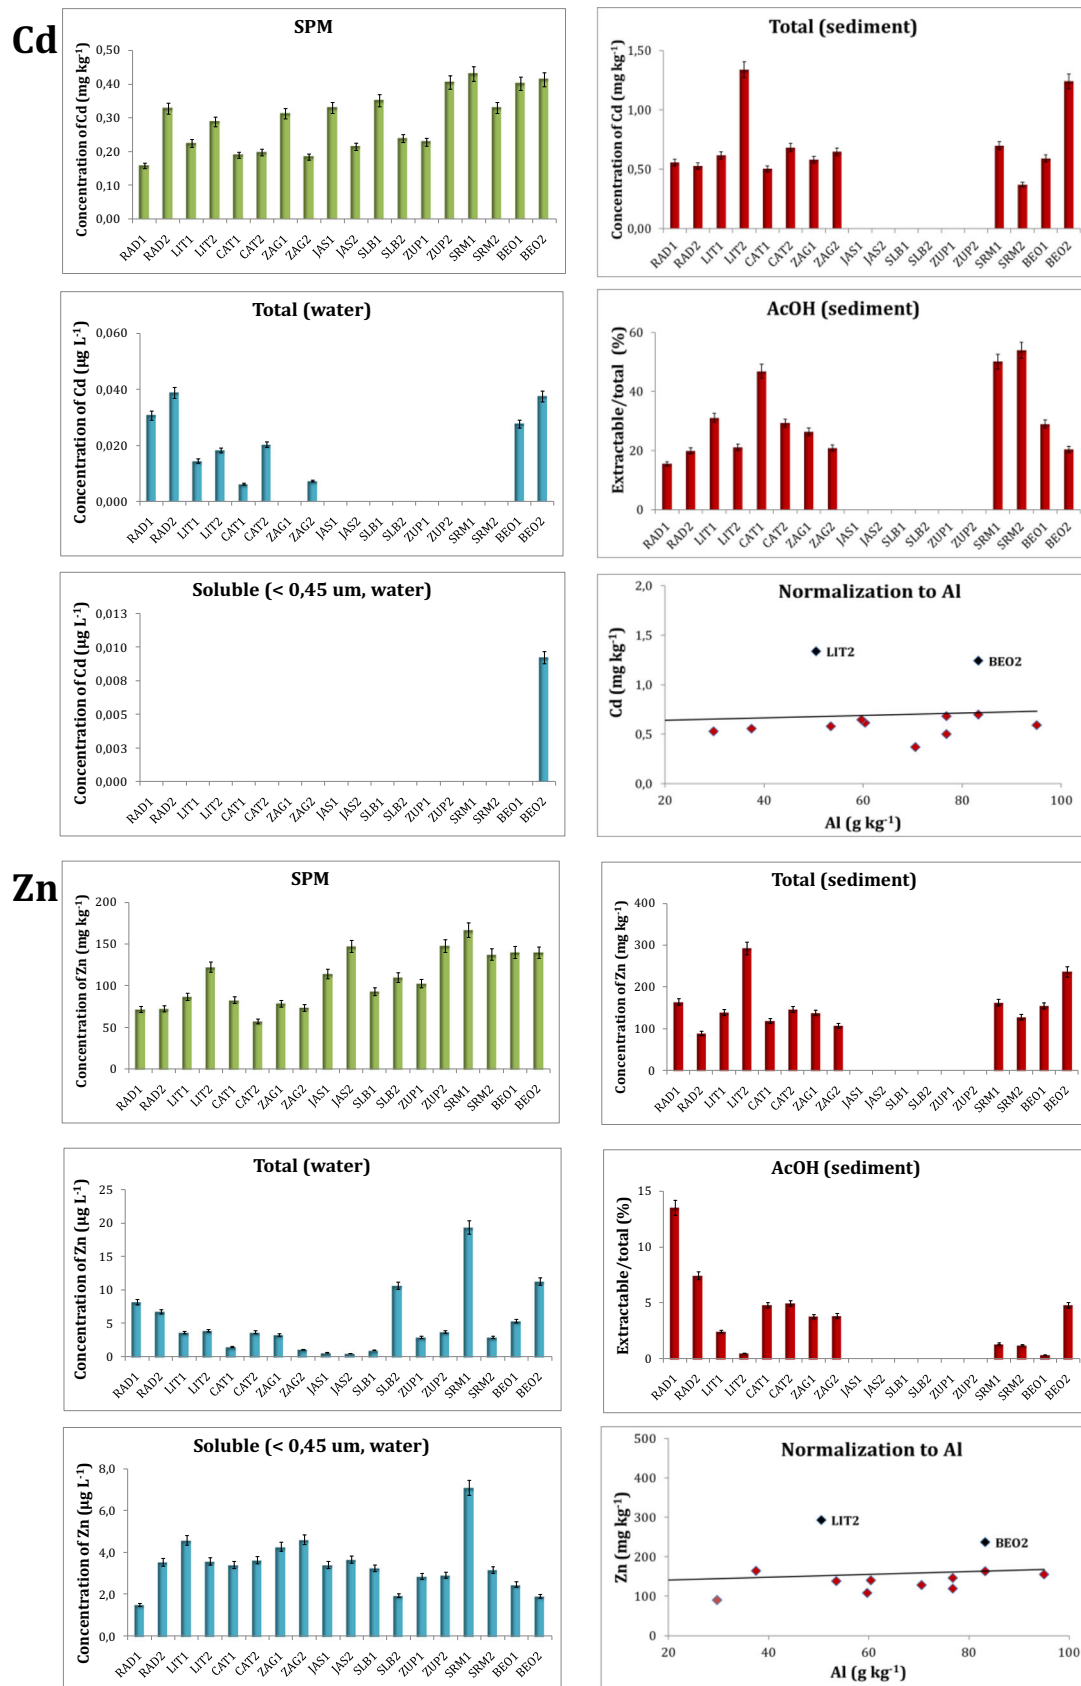 Cd
SPM
Concentration of Cd (mg kg⁻¹)
0,50
0,40
0,30
0,20
0,10
0,00
RAD1 RAD2 LIT1 LIT2 CAT1 CAT2 ZAG1 ZAG2 JAS1 JAS2 SLB1 SLB2 ZUP1 ZUP2 SRM1 SRM2 BEO1 BEO2
Total (sediment)
Concentration of Cd (mg kg⁻¹)
1,50
1,00
0,50
0,00
RAD1 RAD2 LIT1 LIT2 CAT1 CAT2 ZAG1 ZAG2 JAS1 JAS2 SLB1 SLB2 ZUP1 ZUP2 SRM1 SRM2 BEO1 BEO2
Total (water)
Concentration of Cd (µg L⁻¹)
0,060
0,040
0,020
0,000
RAD1 RAD2 LIT1 LIT2 CAT1 CAT2 ZAG1 ZAG2 JAS1 JAS2 SLB1 SLB2 ZUP1 ZUP2 SRM1 SRM2 BEO1 BEO2
AcOH (sediment)
Extractable/total (%)
60
40
20
0
RAD1 RAD2 LIT1 LIT2 CAT1 CAT2 ZAG1 ZAG2 JAS1 JAS2 SLB1 SLB2 ZUP1 ZUP2 SRM1 SRM2 BEO1 BEO2
Soluble (< 0,45 um, water)
Concentration of Cd (µg L⁻¹)
0,013
0,010
0,008
0,005
0,003
0,000
RAD1 RAD2 LIT1 LIT2 CAT1 CAT2 ZAG1 ZAG2 JAS1 JAS2 SLB1 SLB2 ZUP1 ZUP2 SRM1 SRM2 BEO1 BEO2
Normalization to Al
Cd (mg kg⁻¹)
2,0
1,5
1,0
0,5
0,0
LIT2
BEO2
20 40 60 80 100
Al (g kg⁻¹)
Zn
SPM
Concentration of Zn (mg kg⁻¹)
200
150
100
50
0
RAD1 RAD2 LIT1 LIT2 CAT1 CAT2 ZAG1 ZAG2 JAS1 JAS2 SLB1 SLB2 ZUP1 ZUP2 SRM1 SRM2 BEO1 BEO2
Total (sediment)
Concentration of Zn (mg kg⁻¹)
400
300
200
100
0
RAD1 RAD2 LIT1 LIT2 CAT1 CAT2 ZAG1 ZAG2 JAS1 JAS2 SLB1 SLB2 ZUP1 ZUP2 SRM1 SRM2 BEO1 BEO2
Total (water)
Concentration of Zn (µg L⁻¹)
25
20
15
10
5
0
RAD1 RAD2 LIT1 LIT2 CAT1 CAT2 ZAG1 ZAG2 JAS1 JAS2 SLB1 SLB2 ZUP1 ZUP2 SRM1 SRM2 BEO1 BEO2
AcOH (sediment)
Extractable/total (%)
15
10
5
0
RAD1 RAD2 LIT1 LIT2 CAT1 CAT2 ZAG1 ZAG2 JAS1 JAS2 SLB1 SLB2 ZUP1 ZUP2 SRM1 SRM2 BEO1 BEO2
Soluble (< 0,45 um, water)
Concentration of Zn (µg L⁻¹)
8,0
6,0
4,0
2,0
0,0
RAD1 RAD2 LIT1 LIT2 CAT1 CAT2 ZAG1 ZAG2 JAS1 JAS2 SLB1 SLB2 ZUP1 ZUP2 SRM1 SRM2 BEO1 BEO2
Normalization to Al
Zn (mg kg⁻¹)
500
400
300
200
100
0
LIT2
BEO2
20 40 60 80 100
Al (g kg⁻¹)